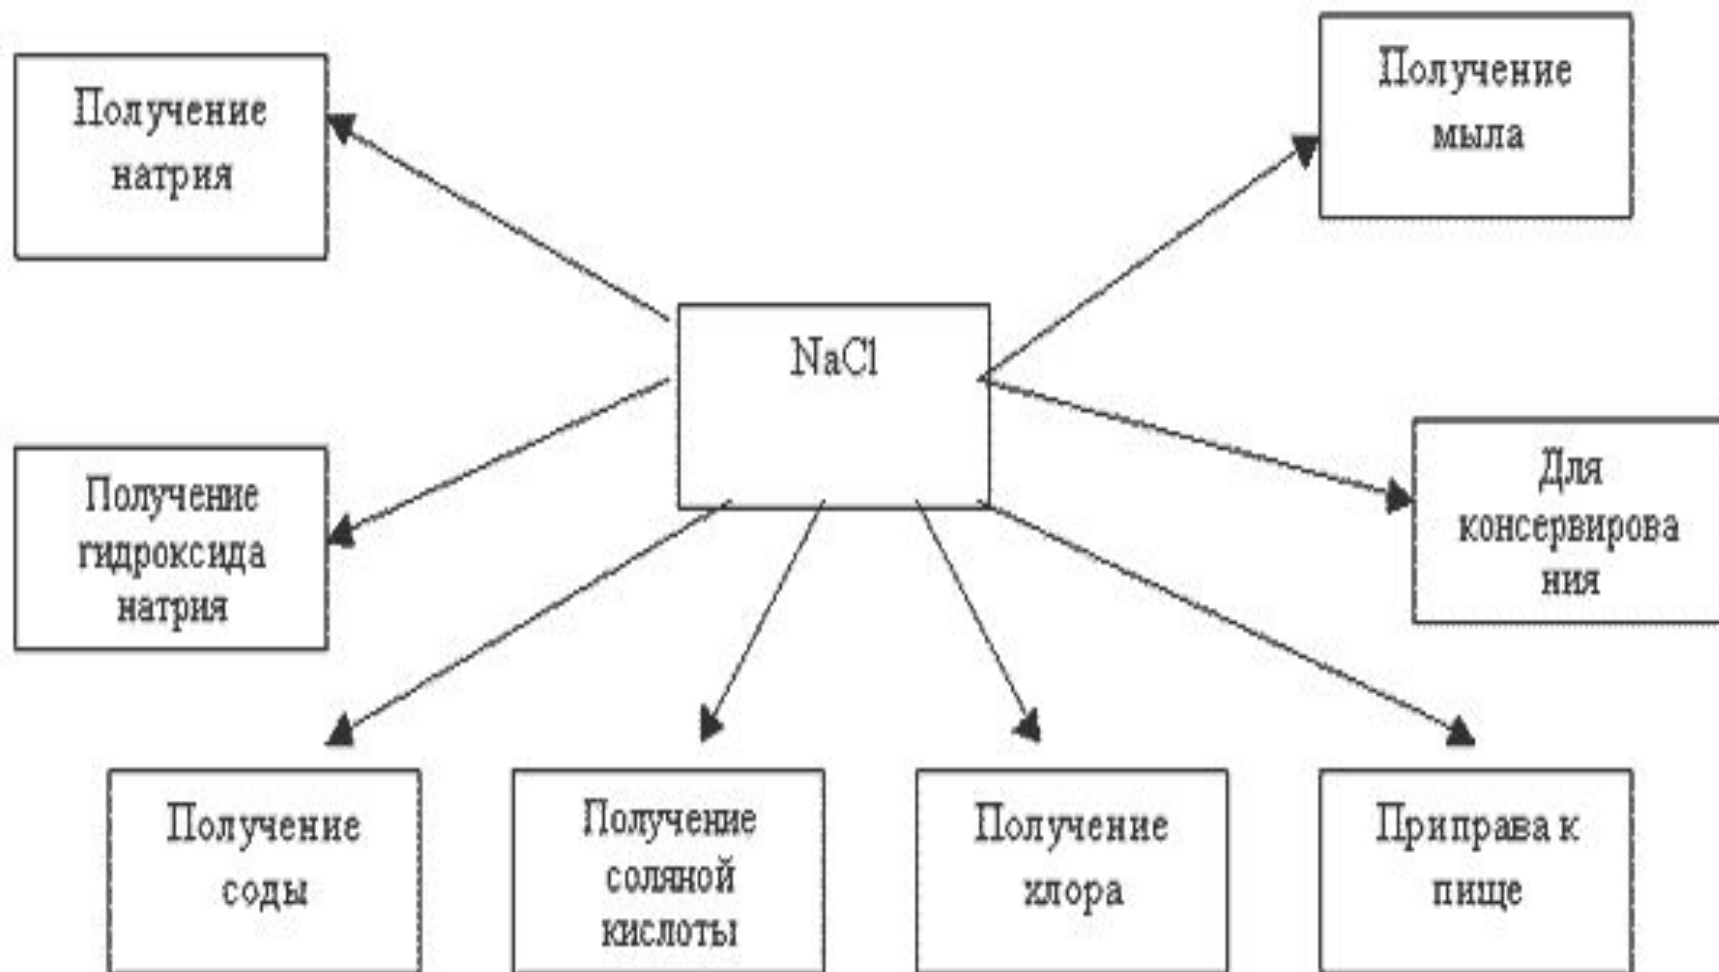 Получение
натрия
Получение
мыла
NaCl
Получение
гидроксида
натрия
Для
консервирова
ния
Получение
соды
Получение
соляной
кислоты
Получение
хлора
Приправа к
пище